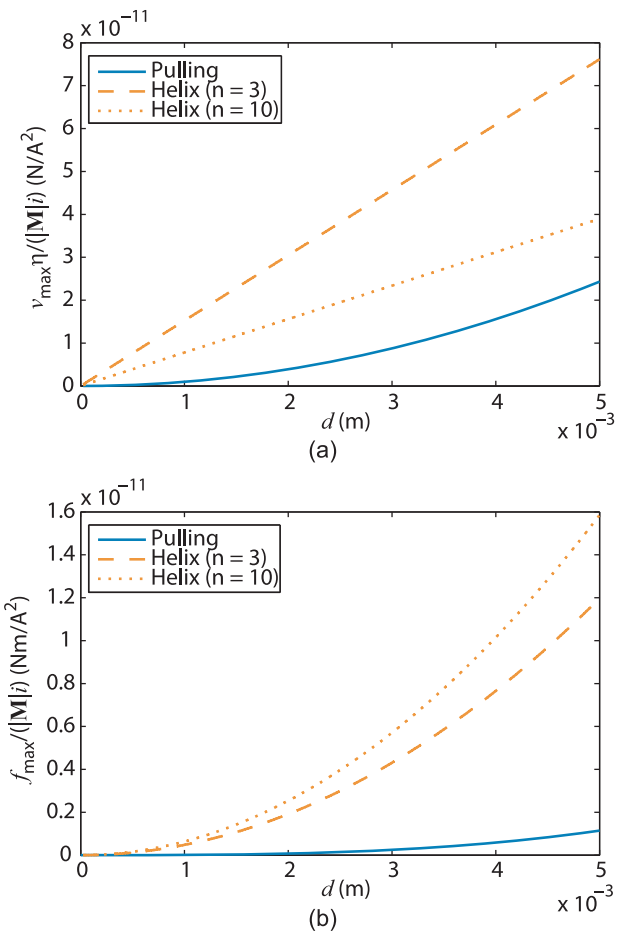 x 10⁻¹¹
8
7
6
5
4
3
2
1
0
v_max η/(|M|i) (N/A²)
Pulling
Helix (n = 3)
Helix (n = 10)
0 1 2 3 4 5
d (m)
x 10⁻³
(a)
x 10⁻¹¹
1.6
1.4
1.2
1
0.8
0.6
0.4
0.2
0
f_max/(|M|i) (Nm/A²)
Pulling
Helix (n = 3)
Helix (n = 10)
0 1 2 3 4 5
d (m)
x 10⁻³
(b)